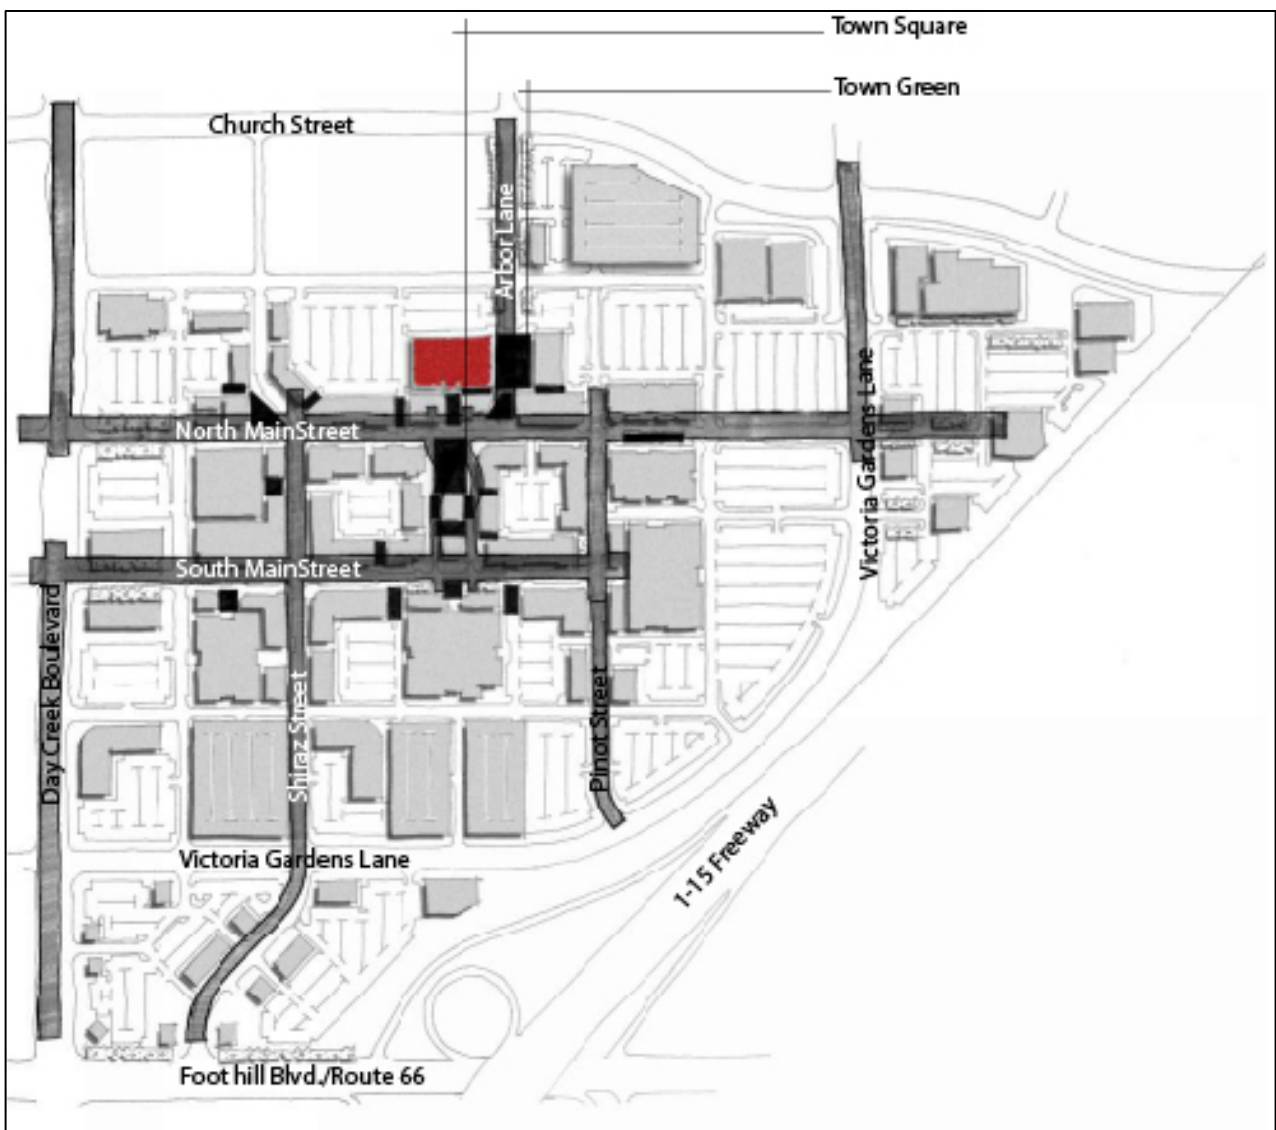 Town Square
Town Green
Church Street
Arbor Lane
North MainStreet
Victoria Gardens Lane
South MainStreet
Day Creek Boulevard
Shiraz Street
Pinot Street
Victoria Gardens Lane
1-15 Freeway
Foot hill Blvd./Route 66